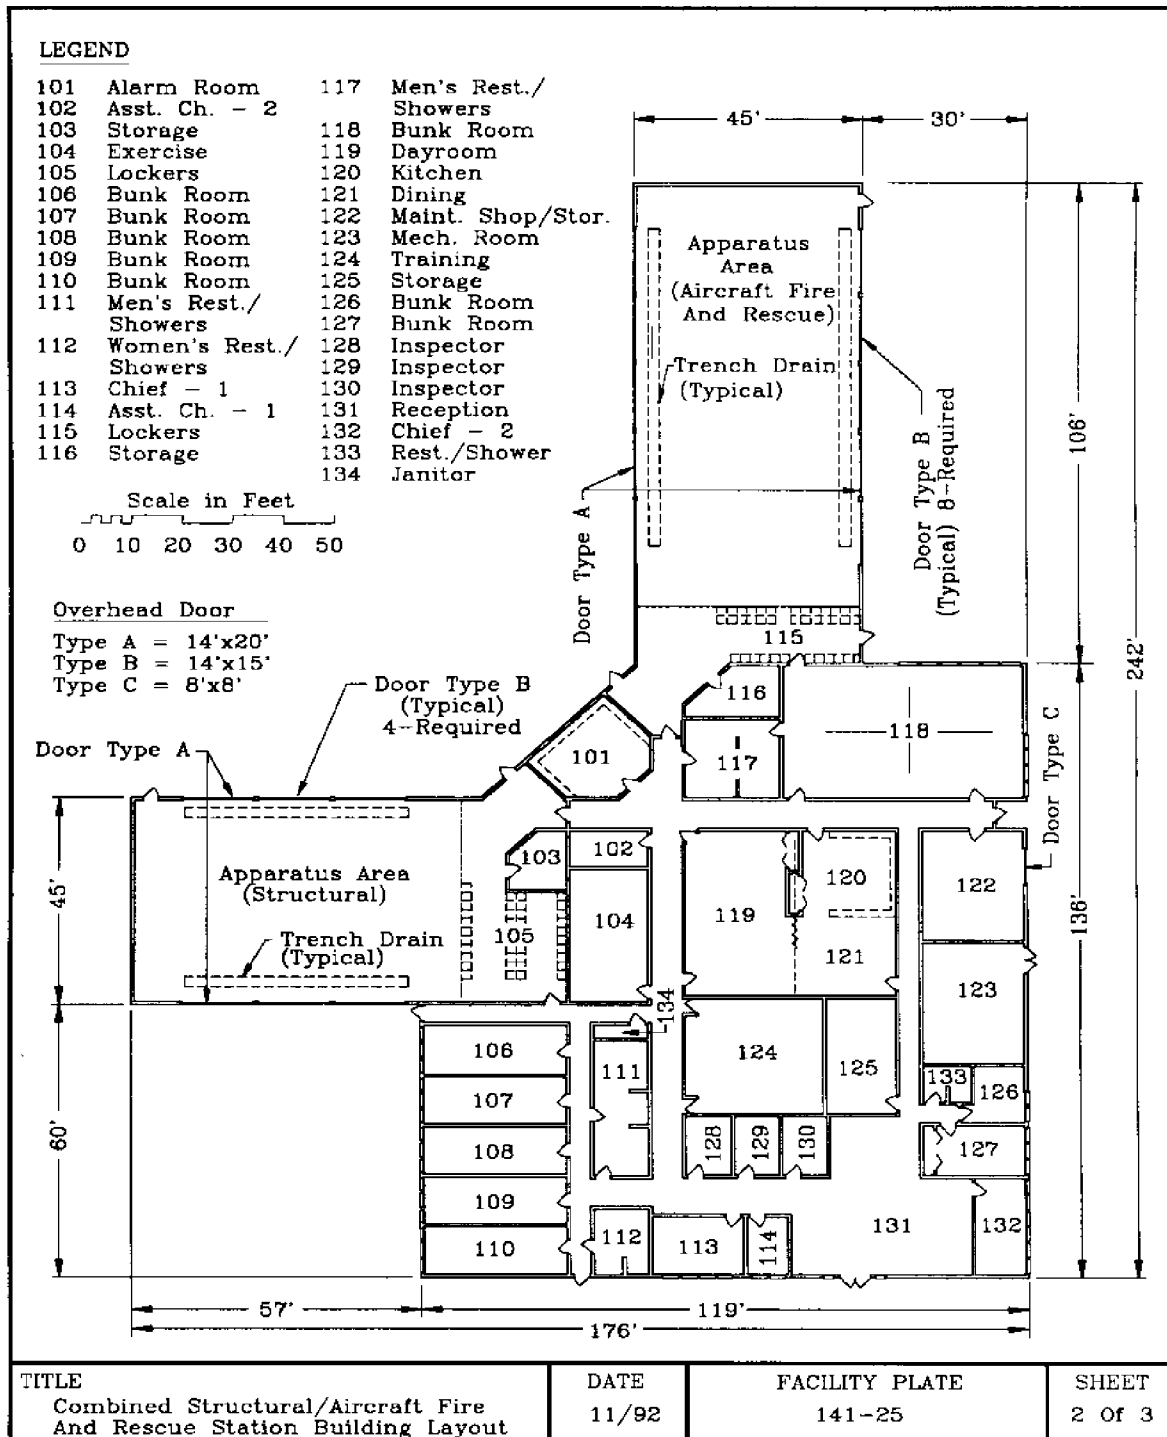 LEGEND
101 Alarm Room
102 Asst. Ch. - 2
103 Storage
104 Exercise
105 Lockers
106 Bunk Room
107 Bunk Room
108 Bunk Room
109 Bunk Room
110 Bunk Room
111 Men's Rest./
Showers
112 Women's Rest./
Showers
113 Chief - 1
114 Asst. Ch. - 1
115 Lockers
116 Storage
117 Men's Rest./
Showers
118 Bunk Room
119 Dayroom
120 Kitchen
121 Dining
122 Maint. Shop/Stor.
123 Mech. Room
124 Training
125 Storage
126 Bunk Room
127 Bunk Room
128 Inspector
129 Inspector
130 Inspector
131 Reception
132 Chief - 2
133 Rest./Shower
134 Janitor
Scale in Feet
0 10 20 30 40 50
Overhead Door
Type A = 14'x20'
Type B = 14'x15'
Type C = 8'x8'
45'
30'
Apparatus
Area
(Aircraft Fire
And Rescue)
Trench Drain
(Typical)
Door Type A
Door Type B
(Typical) 8-Required
106'
242'
136'
Door Type C
Door Type B
(Typical)
4-Required
Door Type A
115
116
118
101
117
45'
Apparatus Area
(Structural)
Trench Drain
(Typical)
103
102
105
104
119
120
121
122
123
134
60'
106
107
108
109
110
111
124
125
133
126
128
129
130
127
112
113
114
131
132
57'
119'
176'
TITLE
Combined Structural/Aircraft Fire
And Rescue Station Building Layout
DATE
11/92
FACILITY PLATE
141-25
SHEET
2 Of 3